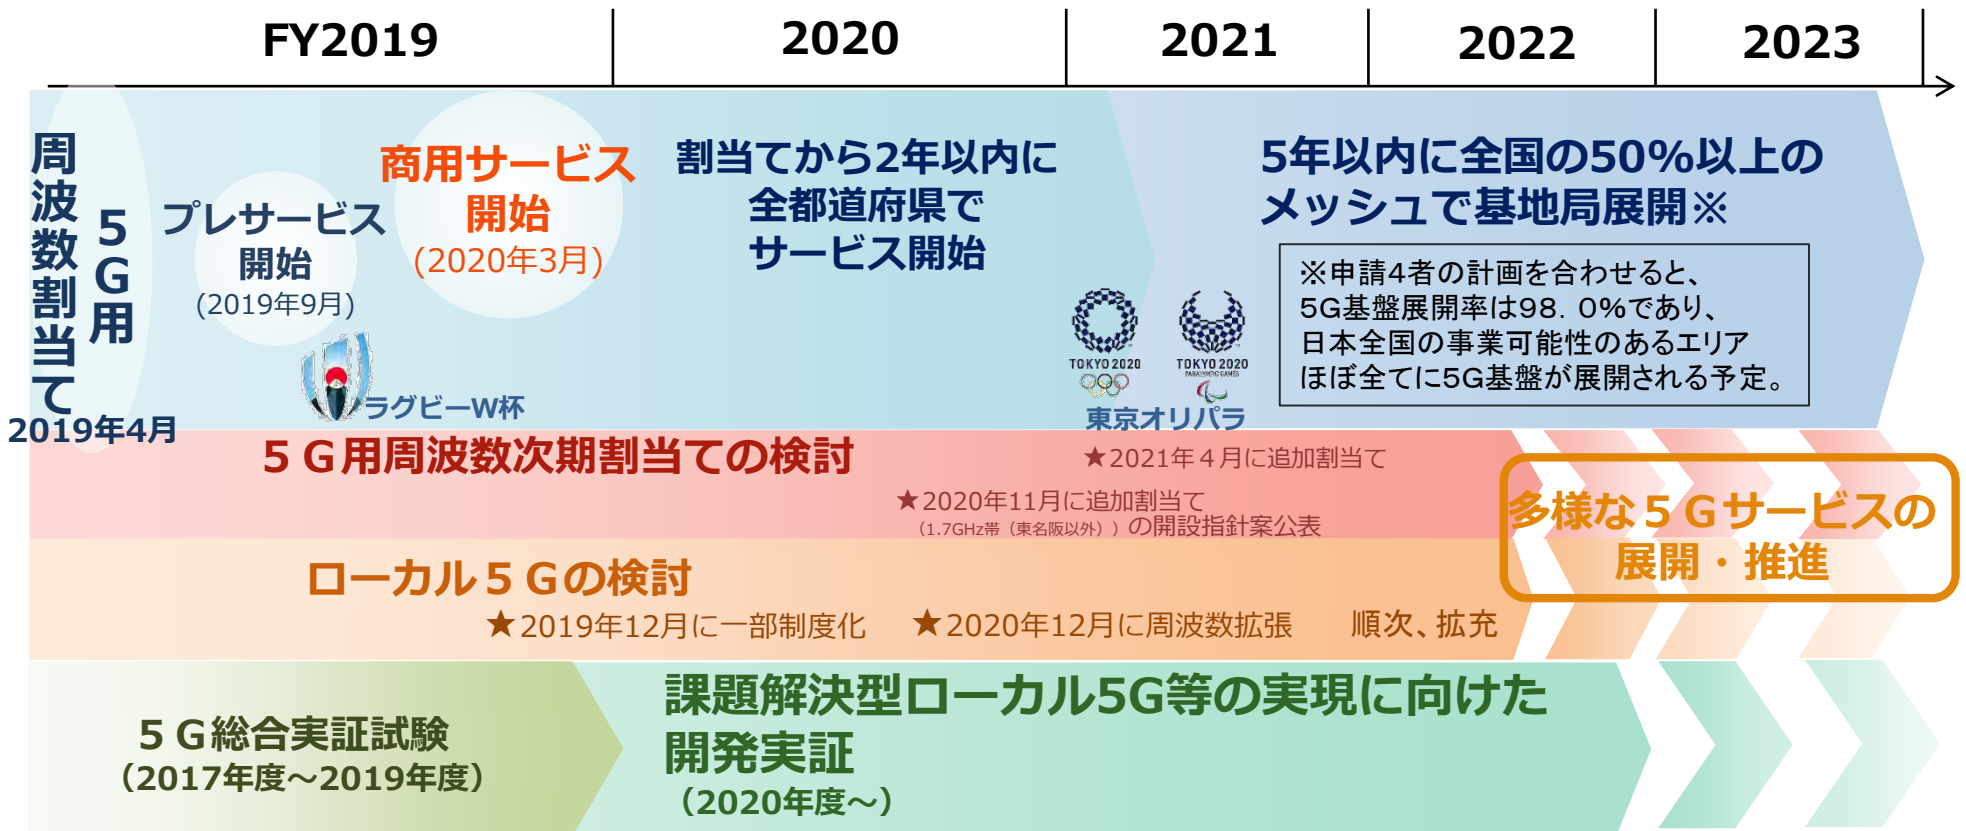 FY2019
2020
2021
2022
2023
5G用
周波数割当て
2019年4月
プレサービス
開始
(2019年9月)
商用サービス
開始
(2020年3月)
ラグビーW杯
割当てから2年以内に
全都道府県で
サービス開始
TOKYO 2020
TOKYO 2020
PARALYMPIC GAMES
東京オリパラ
5年以内に全国の50%以上の
メッシュで基地局展開※
※申請4者の計画を合わせると、
5G基盤展開率は98．0%であり、
日本全国の事業可能性のあるエリア
ほぼ全てに5G基盤が展開される予定。
５Ｇ用周波数次期割当ての検討
★2021年４月に追加割当て
★2020年11月に追加割当て
（1.7GHz帯（東名阪以外））の開設指針案公表
ローカル５Ｇの検討
★2019年12月に一部制度化
★2020年12月に周波数拡張
順次、拡充
多様な５Ｇサービスの
展開・推進
５Ｇ総合実証試験
（2017年度～2019年度）
課題解決型ローカル5G等の実現に向けた
開発実証
（2020年度～）